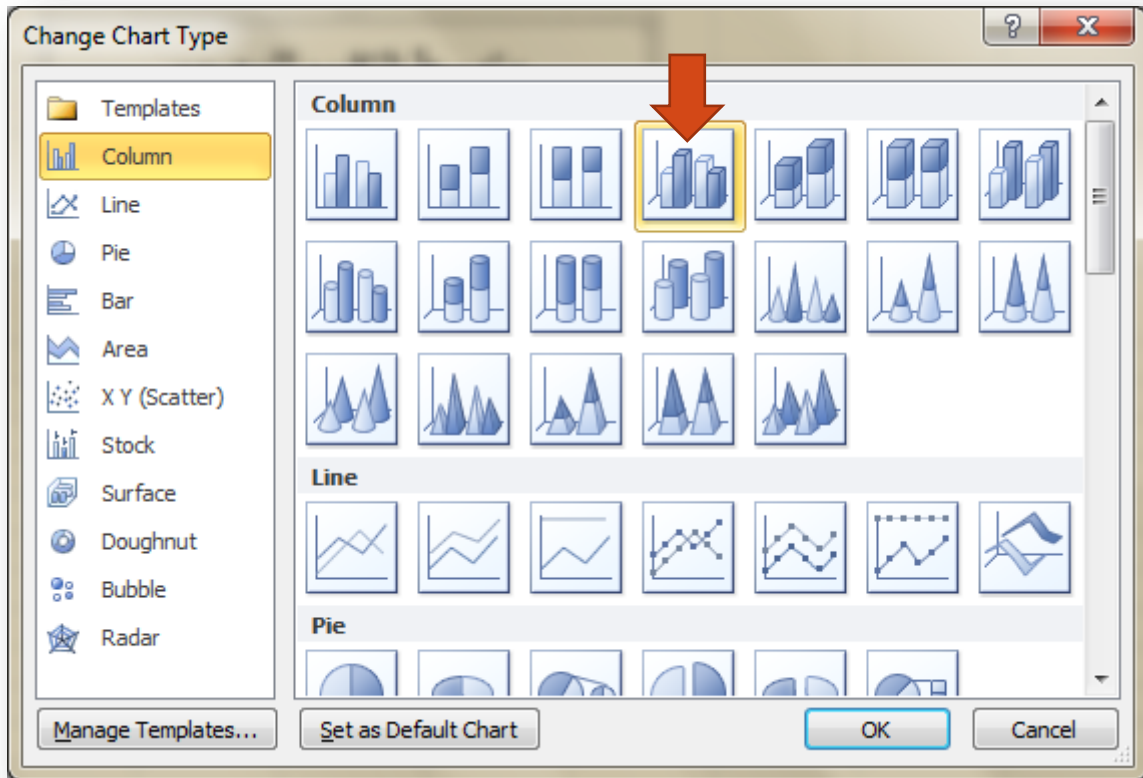 Change Chart Type
Templates
Column
Line
Pie
Bar
Area
X Y (Scatter)
Stock
Surface
Doughnut
Bubble
Radar
Column
Line
Pie
Manage Templates...
Set as Default Chart
OK
Cancel